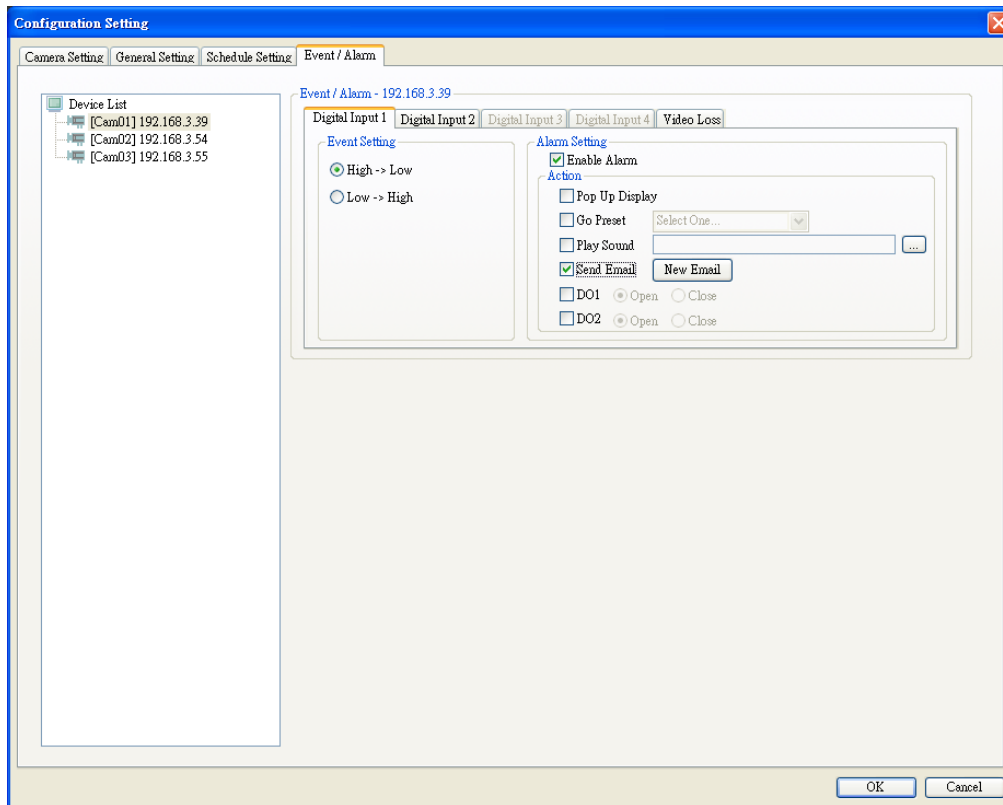 Configuration Setting
Camera Setting General Setting Schedule Setting Event / Alarm
Device List
[Cam01] 192.168.3.39
[Cam02] 192.168.3.54
[Cam03] 192.168.3.55
Event / Alarm - 192.168.3.39
Digital Input 1 Digital Input 2 Digital Input 3 Digital Input 4 Video Loss
Event Setting
High -> Low
Low -> High
Alarm Setting
Enable Alarm
Action
Pop Up Display
Go Preset Select One...
Play Sound ...
Send Email New Email
DO1 Open Close
DO2 Open Close
OK Cancel